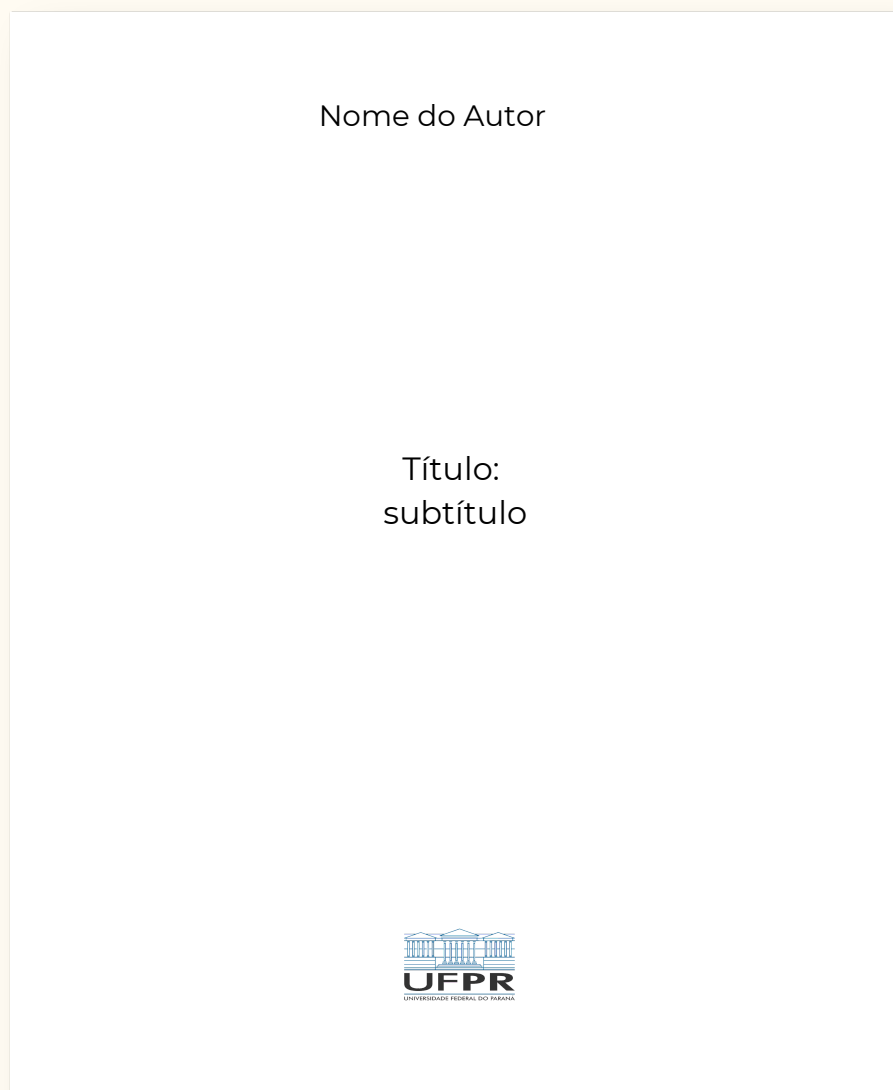 Nome do Autor
Título:
subtítulo
UFPR
UNIVERSIDADE FEDERAL DO PARANÁ